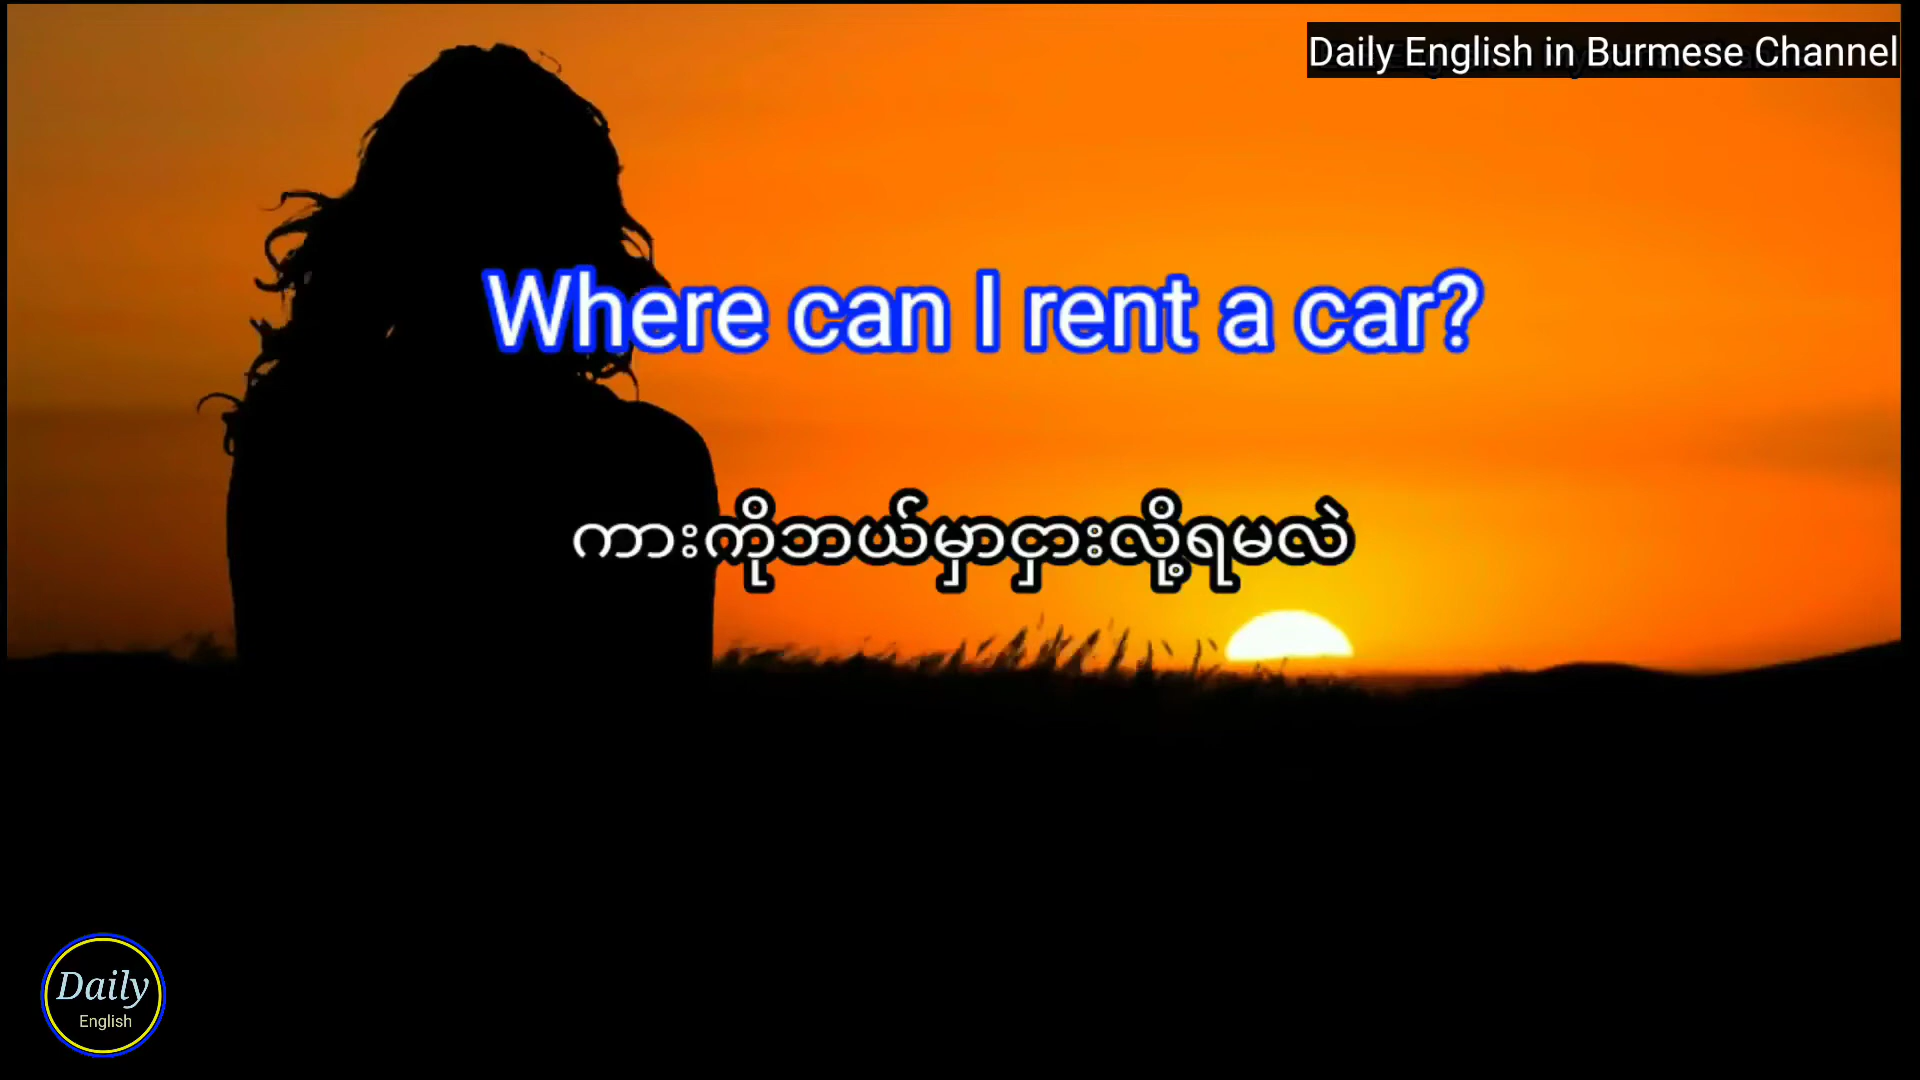 Daily English in Burmese Channel
Where can I rent a car?
ကားကိုဘယ်မှာငှားလို့ရမလဲ
Daily
English